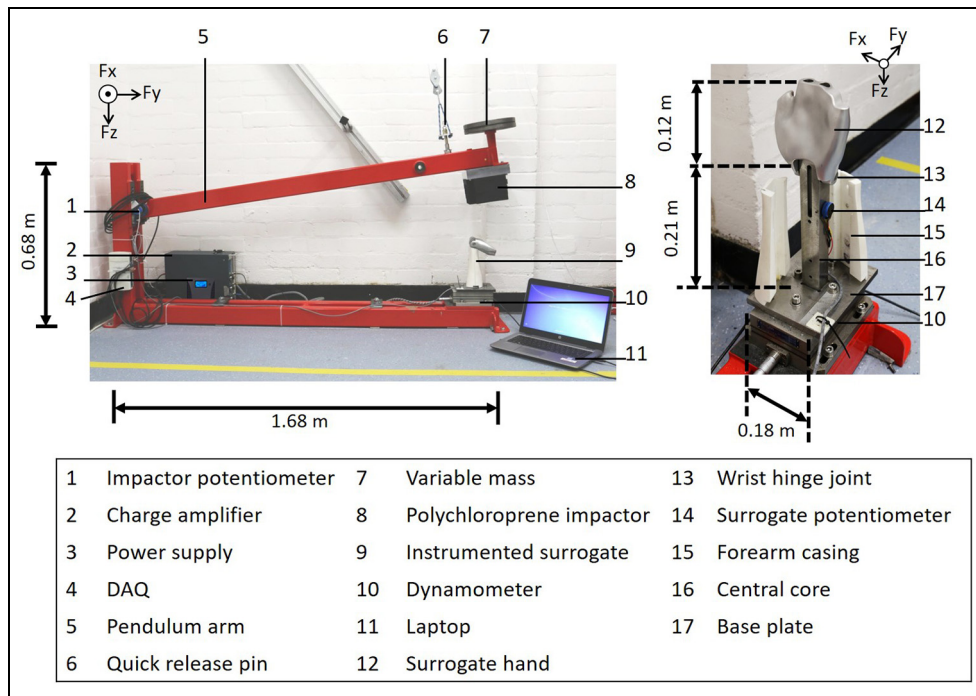 5
6
7
Fx
Fy
Fz
Fx
Fy
Fz
0.12 m
12
8
13
1
14
0.68 m
2
0.21 m
15
9
3
16
4
17
10
10
11
1.68 m
0.18 m
1 Impactor potentiometer 7 Variable mass 13 Wrist hinge joint
2 Charge amplifier 8 Polychloroprene impactor 14 Surrogate potentiometer
3 Power supply 9 Instrumented surrogate 15 Forearm casing
4 DAQ 10 Dynamometer 16 Central core
5 Pendulum arm 11 Laptop 17 Base plate
6 Quick release pin 12 Surrogate hand